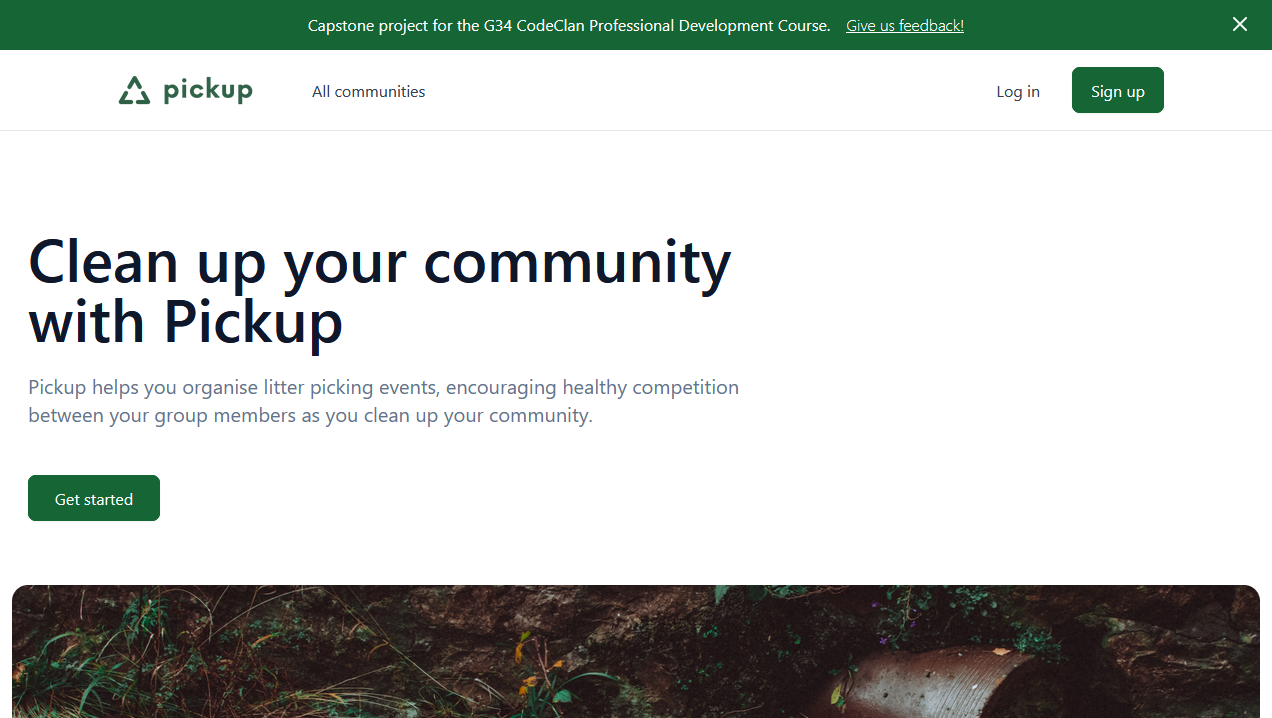 Capstone project for the G34 CodeClan Professional Development Course. Give us feedback!
pickup All communities Log in Sign up
Clean up your community
with Pickup
Pickup helps you organise litter picking events, encouraging healthy competition
between your group members as you clean up your community.
Get started